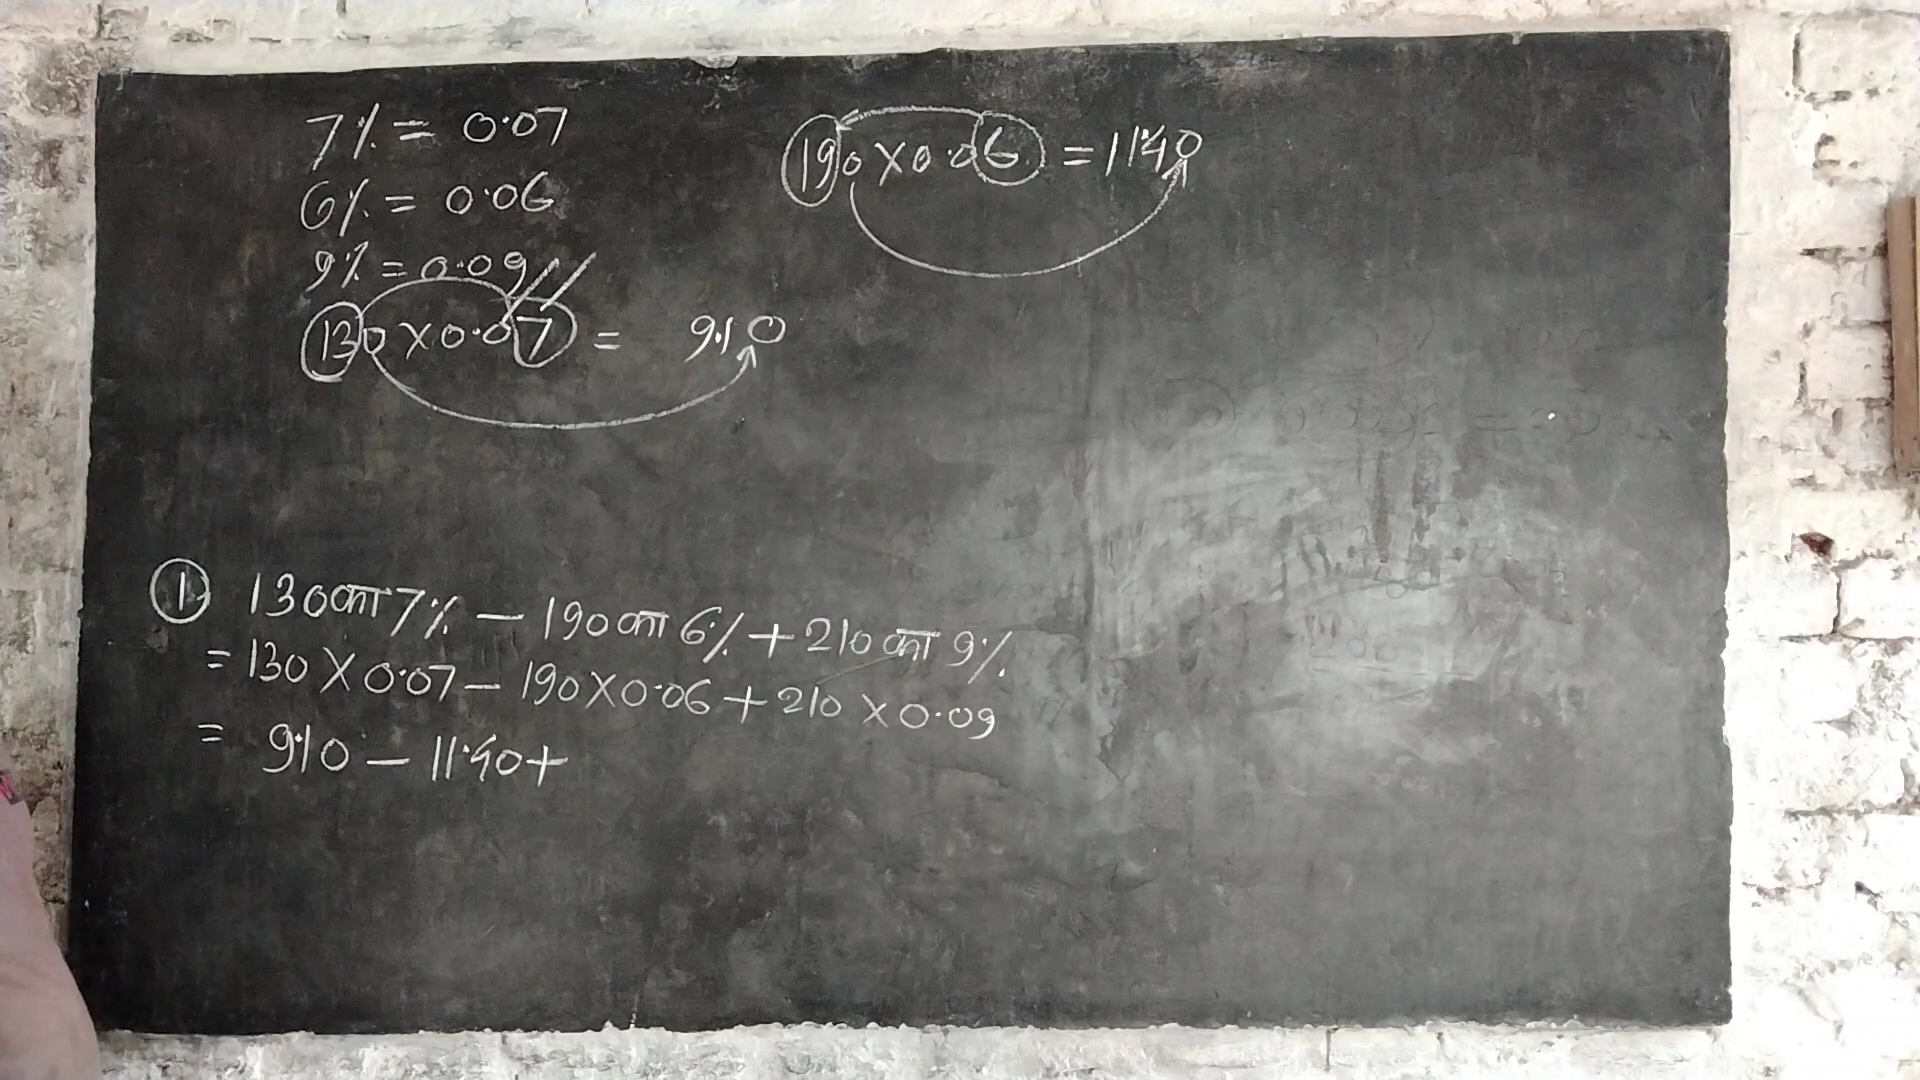 7% = 0.07
6% = 0.06
9% = 0.09//
130 × 0.07 = 9.10
190 × 0.06 = 11.40
① 130 का 7% − 190 का 6% + 210 का 9%
= 130 × 0.07 − 190 × 0.06 + 210 × 0.09
= 9.10 − 11.40 +